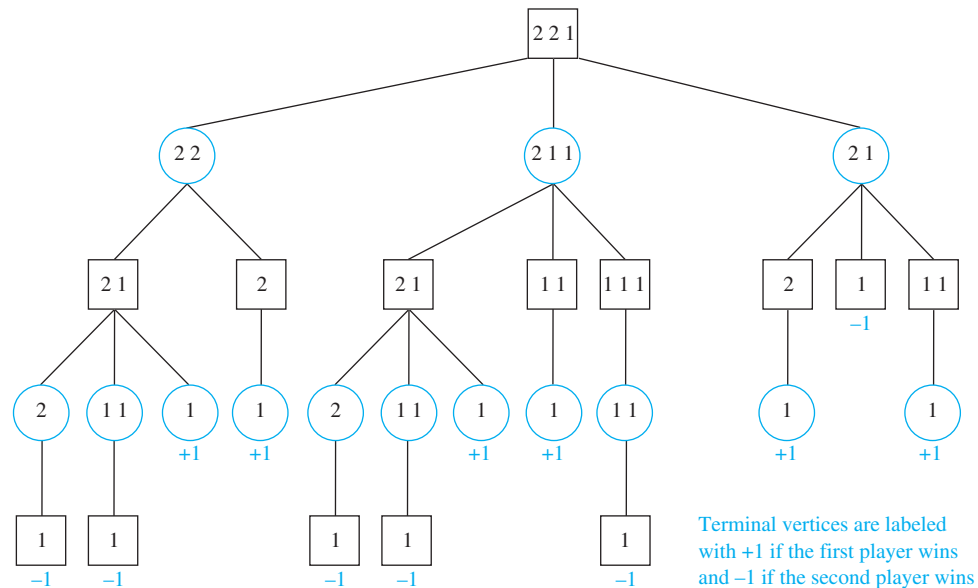 2 2 1
2 2 2 1 1 2 1
2 1 2 2 1 1 1 1 1 1 2 1 1 1
–1
2 1 1 1 1 2 1 1 1 1 1 1 1 1
+1 +1 +1 +1 +1 +1
1 1 1 1 1
–1 –1 –1 –1 –1
Terminal vertices are labeled
with +1 if the first player wins
and –1 if the second player wins